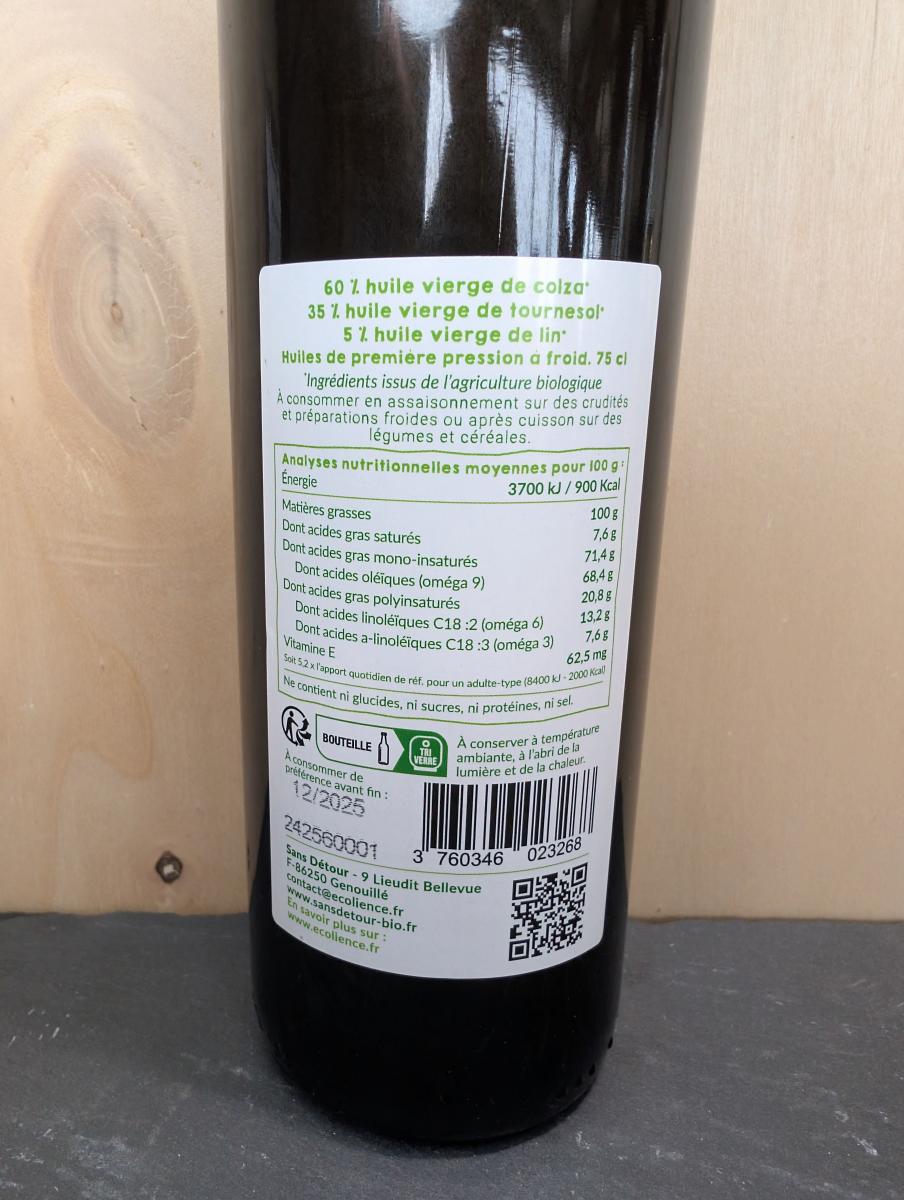 60 % huile vierge de colza*
35 % huile vierge de tournesol*
5 % huile vierge de lin*
Huiles de première pression à froid. 75 cl
*Ingrédients issus de l'agriculture biologique
À consommer en assaisonnement sur des crudités
et préparations froides ou après cuisson sur des
légumes et céréales.
Analyses nutritionnelles moyennes pour 100 g :
Énergie 3700 kJ / 900 Kcal
Matières grasses 100 g
Dont acides gras saturés 7,6 g
Dont acides gras mono-insaturés 71,4 g
Dont acides oléïques (oméga 9) 68,4 g
Dont acides gras polyinsaturés 20,8 g
Dont acides linoléïques C18 :2 (oméga 6) 13,2 g
Dont acides a-linoléïques C18 :3 (oméga 3) 7,6 g
Vitamine E 62,5 mg
Soit 5,2 x l'apport quotidien de réf. pour un adulte-type (8400 kJ - 2000 Kcal)
Ne contient ni glucides, ni sucres, ni protéines, ni sel.
BOUTEILLE
TRI
VERRE
À conserver à température
ambiante, à l'abri de la
lumière et de la chaleur.
À consommer de
préférence avant fin :
12/2025
242560001
3 760346 023268
Sans Détour - 9 Lieudit Bellevue
F-86250 Genouillé
contact@ecolience.fr
www.sansdetour-bio.fr
En savoir plus sur :
www.ecolience.fr